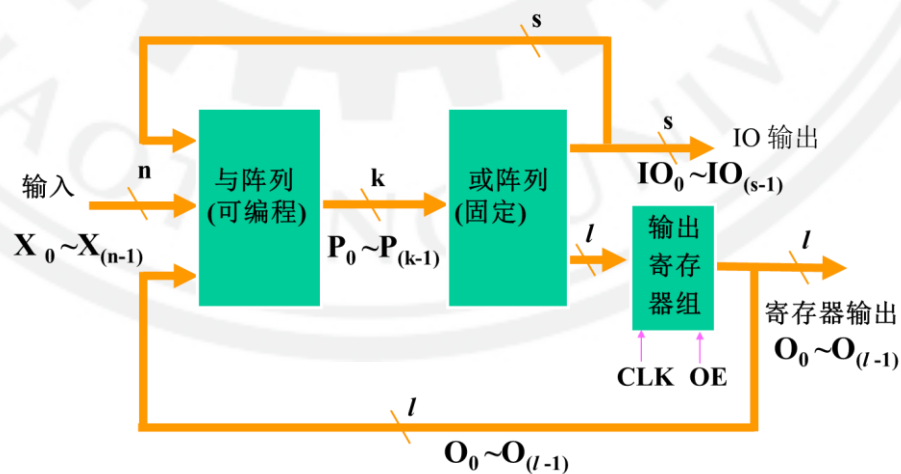 s
s
IO 输出
IO₀~IO₍s-1₎
输入
n
X ₀~X₍n-1₎
与阵列
(可编程)
k
P₀~P₍k-1₎
或阵列
(固定)
l
输出
寄存
器组
CLK OE
l
寄存器输出
O₀~O₍l-1₎
l
O₀~O₍l-1₎